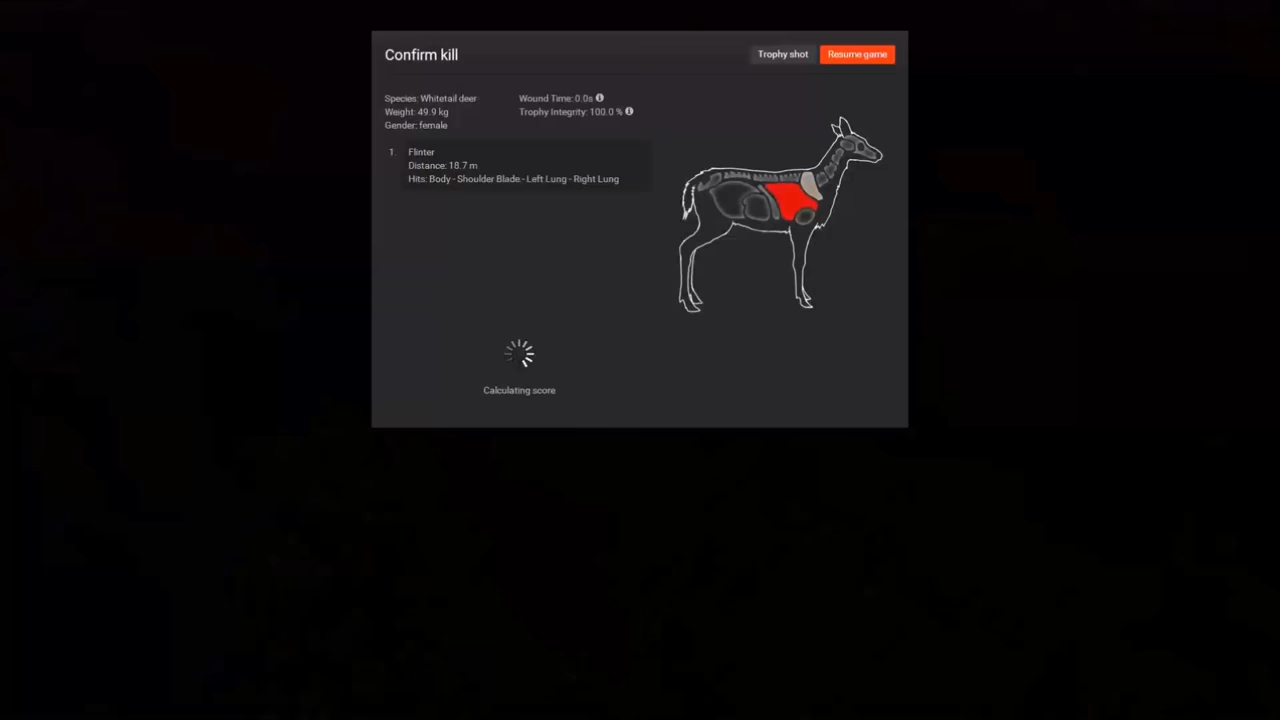 Confirm kill
Trophy shot
Resume game
Species: Whitetail deer
Weight: 49.9 kg
Gender: female
Wound Time: 0.0s
Trophy Integrity: 100.0 %
1. Flinter
Distance: 18.7 m
Hits: Body - Shoulder Blade - Left Lung - Right Lung
Calculating score